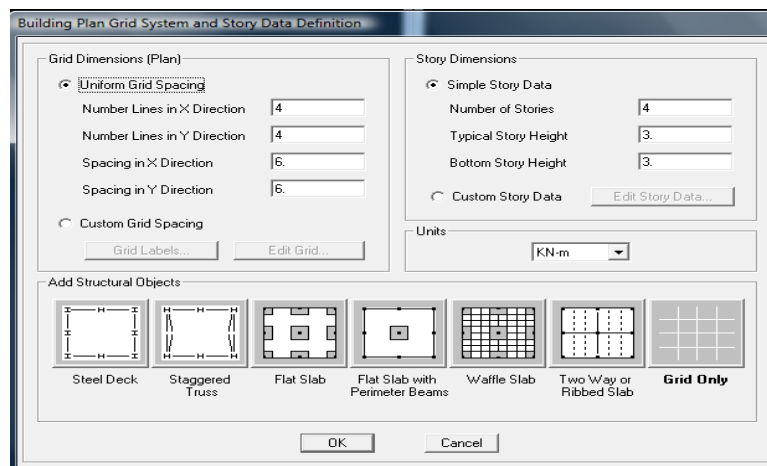 Building Plan Grid System and Story Data Definition
Grid Dimensions (Plan)
Uniform Grid Spacing
Number Lines in X Direction 4
Number Lines in Y Direction 4
Spacing in X Direction 6.
Spacing in Y Direction 6.
Custom Grid Spacing
Grid Labels... Edit Grid...
Story Dimensions
Simple Story Data
Number of Stories 4
Typical Story Height 3.
Bottom Story Height 3.
Custom Story Data Edit Story Data...
Units
KN-m
Add Structural Objects
Steel Deck
Staggered
Truss
Flat Slab
Flat Slab with
Perimeter Beams
Waffle Slab
Two Way or
Ribbed Slab
Grid Only
OK Cancel